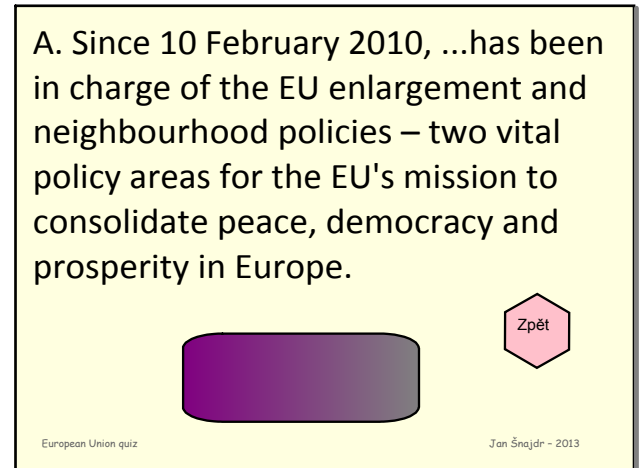 A. Since 10 February 2010, ...has been
in charge of the EU enlargement and
neighbourhood policies – two vital
policy areas for the EU's mission to
consolidate peace, democracy and
prosperity in Europe.
Zpět
European Union quiz
Jan Šnajdr – 2013